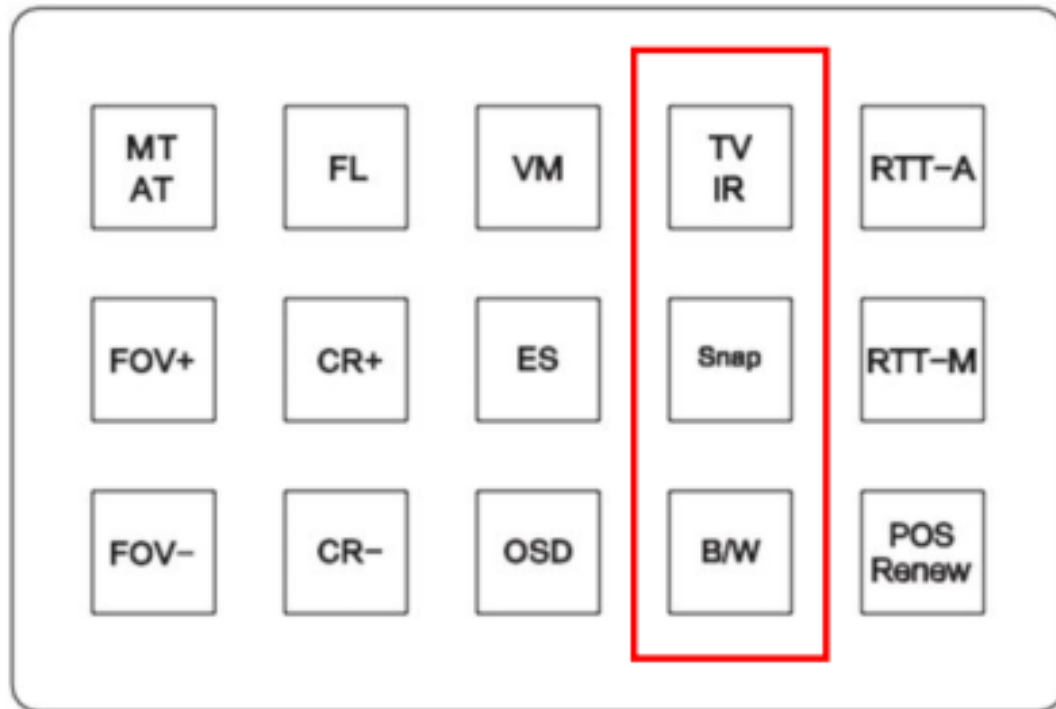 MT
AT
FL
VM
TV
IR
RTT-A
FOV+
CR+
ES
Snap
RTT-M
FOV-
CR-
OSD
B/W
POS
Renew